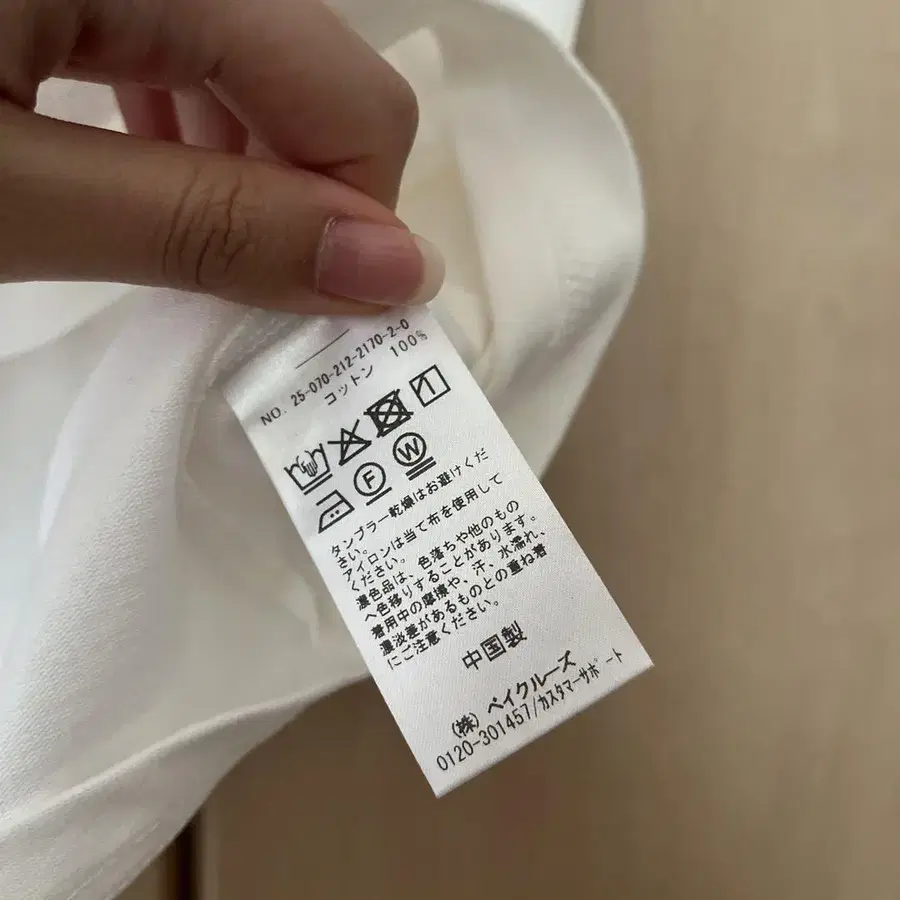 NO. 25-070-212-2170-2-0
コットン 100%
F W
タンブラー乾燥はお避けくだ
さい。
アイロンは当て布を使用して
ください。
濃色品は、色落ちや他のもの
へ色移りすることがあります。
着用中の摩擦や、汗、水濡れ、
濃淡差があるものとの重ね着
にご注意ください。
中国製
(株) ベイクルーズ
0120-301457/カスタマーサポート